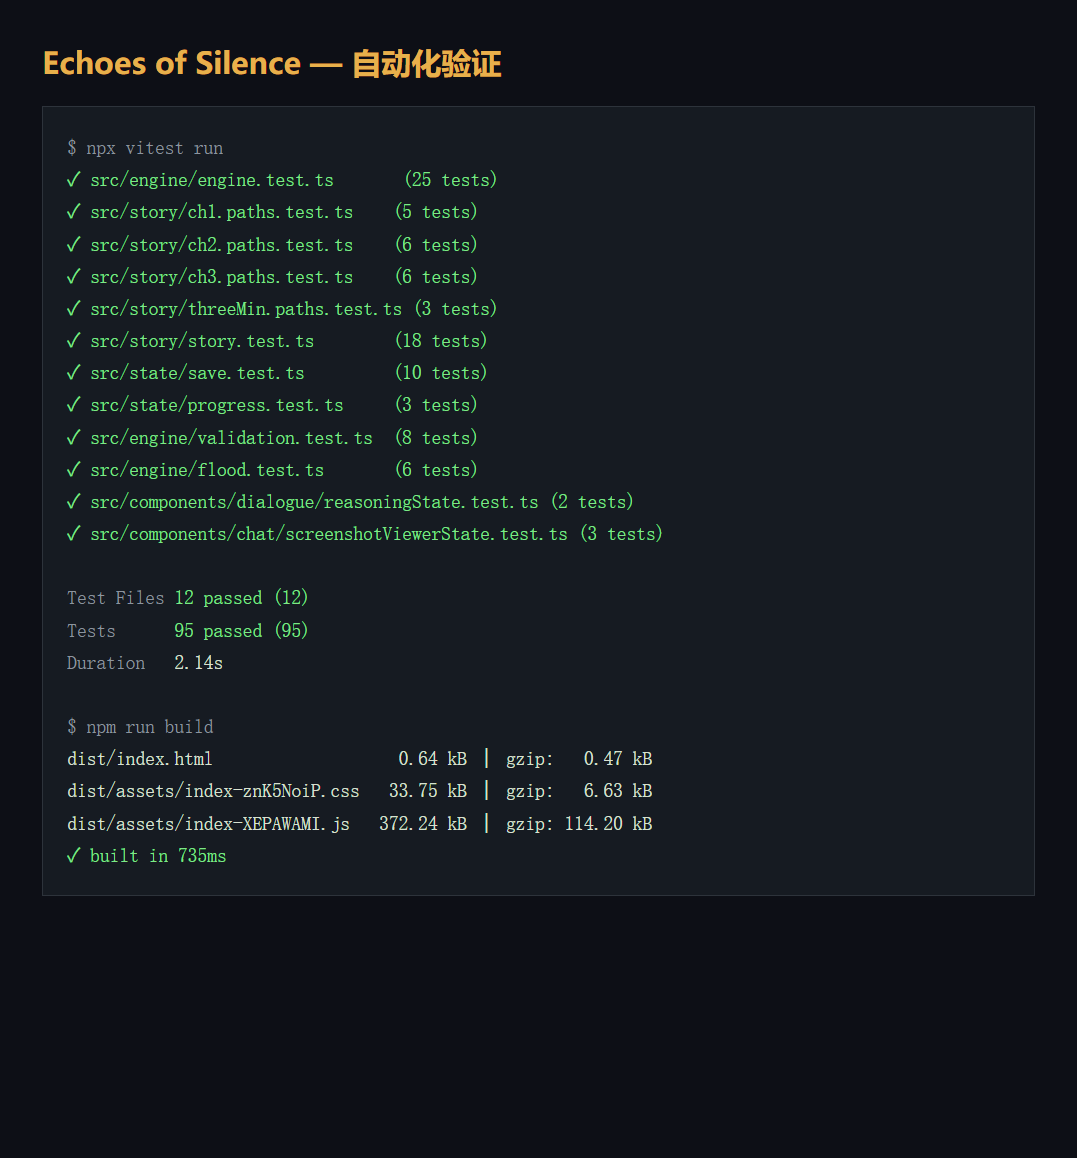 Echoes of Silence — 自动化验证
$ npx vitest run
✓ src/engine/engine.test.ts (25 tests)
✓ src/story/ch1.paths.test.ts (5 tests)
✓ src/story/ch2.paths.test.ts (6 tests)
✓ src/story/ch3.paths.test.ts (6 tests)
✓ src/story/threeMin.paths.test.ts (3 tests)
✓ src/story/story.test.ts (18 tests)
✓ src/state/save.test.ts (10 tests)
✓ src/state/progress.test.ts (3 tests)
✓ src/engine/validation.test.ts (8 tests)
✓ src/engine/flood.test.ts (6 tests)
✓ src/components/dialogue/reasoningState.test.ts (2 tests)
✓ src/components/chat/screenshotViewerState.test.ts (3 tests)
Test Files 12 passed (12)
Tests 95 passed (95)
Duration 2.14s
$ npm run build
dist/index.html 0.64 kB │ gzip: 0.47 kB
dist/assets/index-znK5NoiP.css 33.75 kB │ gzip: 6.63 kB
dist/assets/index-XEPAWAMI.js 372.24 kB │ gzip: 114.20 kB
✓ built in 735ms